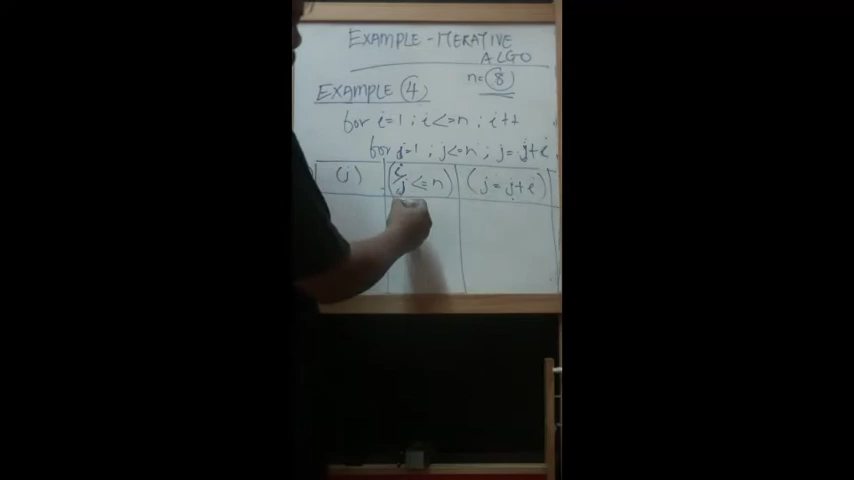 EXAMPLE - ITERATIVE
ALGO
n = 8
EXAMPLE 4)
for i=1 ; i<=n ; i++
for j=1 ; j<=n ; j=j+i
(j) (i/j <= n) (j = j+i)